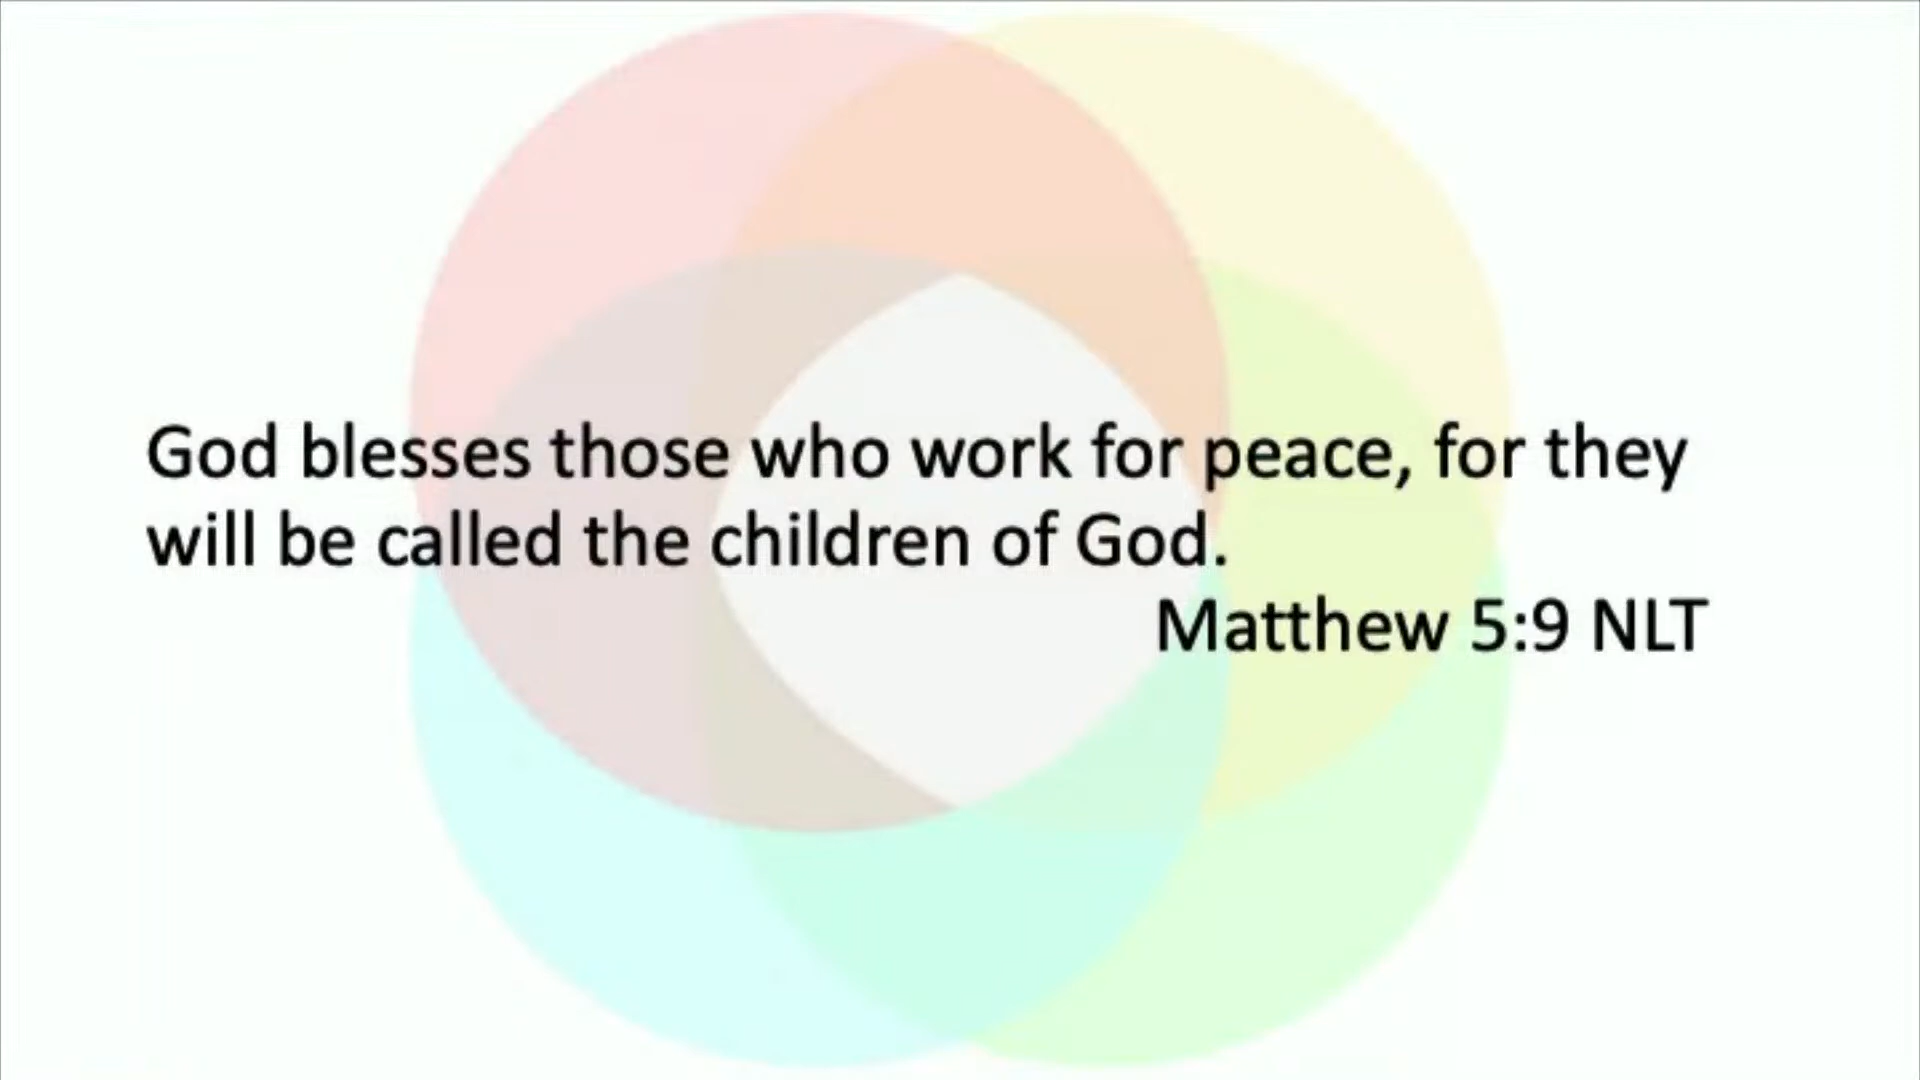 God blesses those who work for peace, for they
will be called the children of God.
Matthew 5:9 NLT